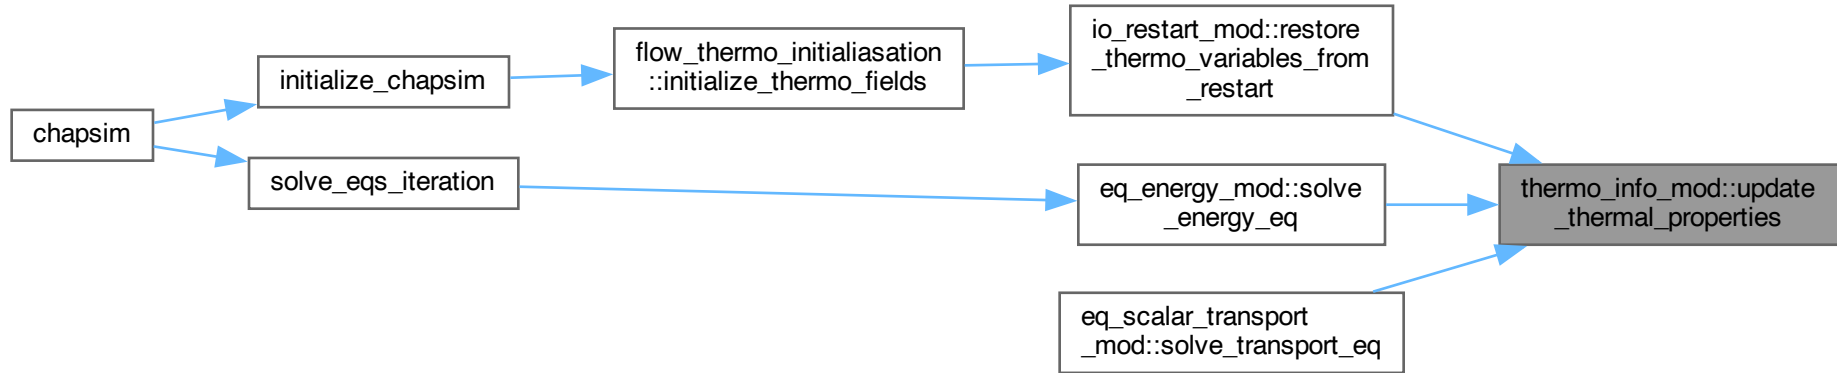 chapsim
initialize_chapsim
solve_eqs_iteration
flow_thermo_initialiasation
::initialize_thermo_fields
io_restart_mod::restore
_thermo_variables_from
_restart
eq_energy_mod::solve
_energy_eq
eq_scalar_transport
_mod::solve_transport_eq
thermo_info_mod::update
_thermal_properties